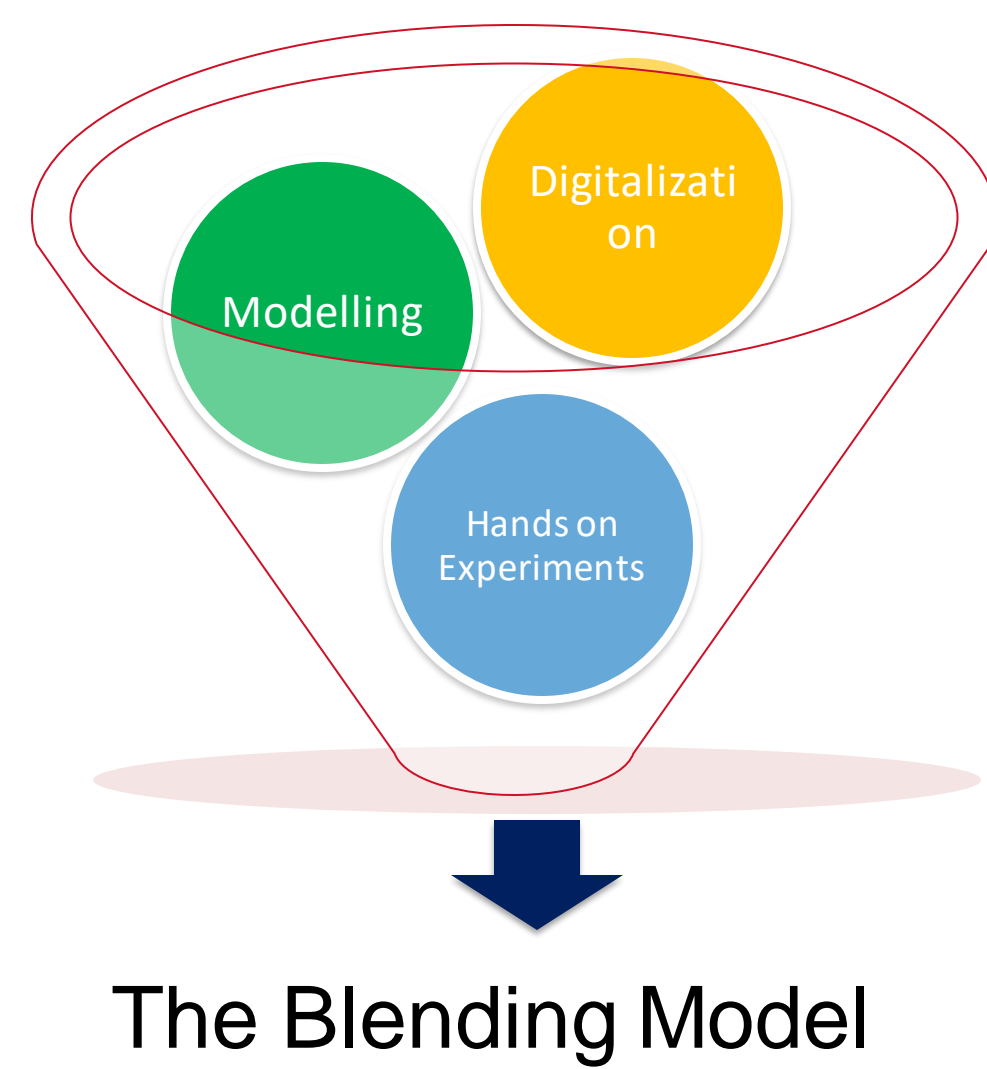 Digitalizati
on
Modelling
Hands on
Experiments
The Blending Model